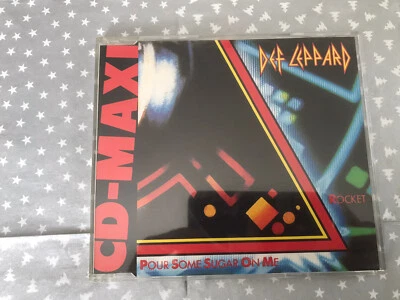 CD-MAXI
DEF LEPPARD
ROCKET
POUR SOME SUGAR ON ME